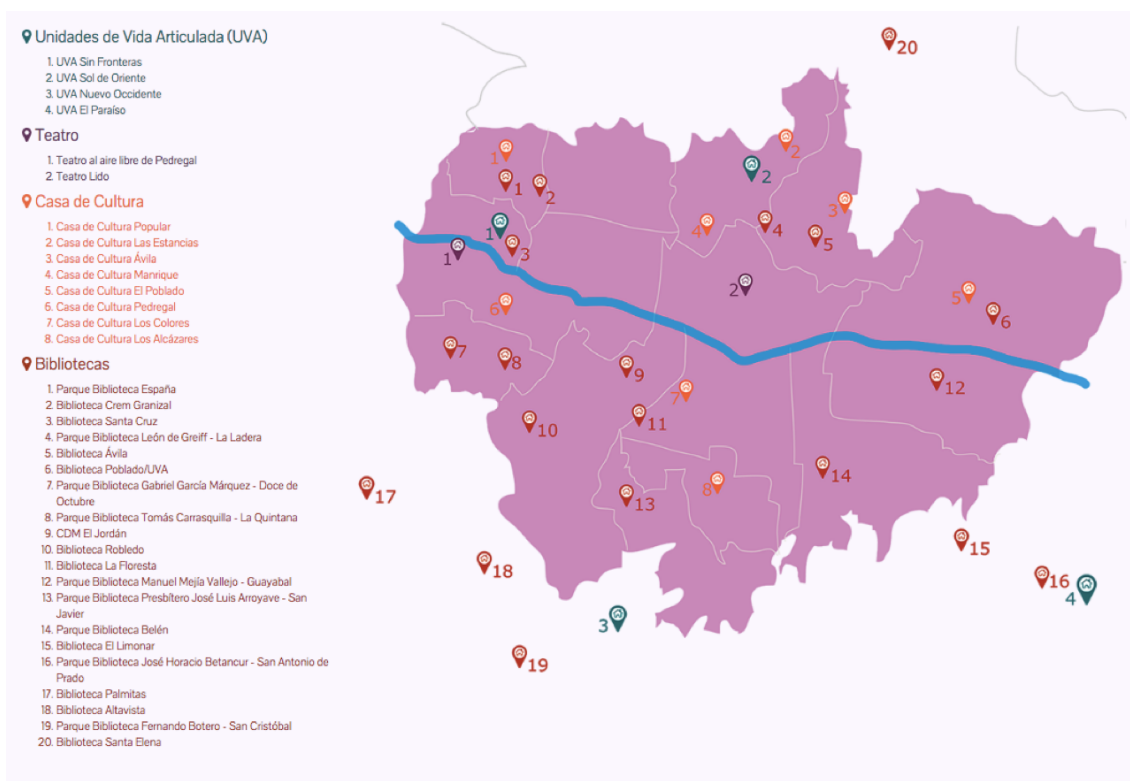 Unidades de Vida Articulada (UVA)
1. UVA Sin Fronteras
2. UVA Sol de Oriente
3. UVA Nuevo Occidente
4. UVA El Paraíso
Teatro
1. Teatro al aire libre de Pedregal
2. Teatro Lido
Casa de Cultura
1. Casa de Cultura Popular
2. Casa de Cultura Las Estancias
3. Casa de Cultura Ávila
4. Casa de Cultura Manrique
5. Casa de Cultura El Poblado
6. Casa de Cultura Pedregal
7. Casa de Cultura Los Colores
8. Casa de Cultura Los Alcázares
Bibliotecas
1. Parque Biblioteca España
2. Biblioteca Crem Granizal
3. Biblioteca Santa Cruz
4. Parque Biblioteca León de Greiff - La Ladera
5. Biblioteca Ávila
6. Biblioteca Poblado/UVA
7. Parque Biblioteca Gabriel García Márquez - Doce de
Octubre
8. Parque Biblioteca Tomás Carrasquilla - La Quintana
9. CDM El Jordán
10. Biblioteca Robledo
11. Biblioteca La Floresta
12. Parque Biblioteca Manuel Mejía Vallejo - Guayabal
13. Parque Biblioteca Presbítero José Luis Arroyave - San
Javier
14. Parque Biblioteca Belén
15. Biblioteca El Limonar
16. Parque Biblioteca José Horacio Betancur - San Antonio de
Prado
17. Biblioteca Palmitas
18. Biblioteca Altavista
19. Parque Biblioteca Fernando Botero - San Cristóbal
20. Biblioteca Santa Elena
20
1
2
1
2
2
3
1
4
4
5
3
1
2
5
6
6
7
8
9
12
7
10
11
14
8
13
17
15
18
16
4
3
19